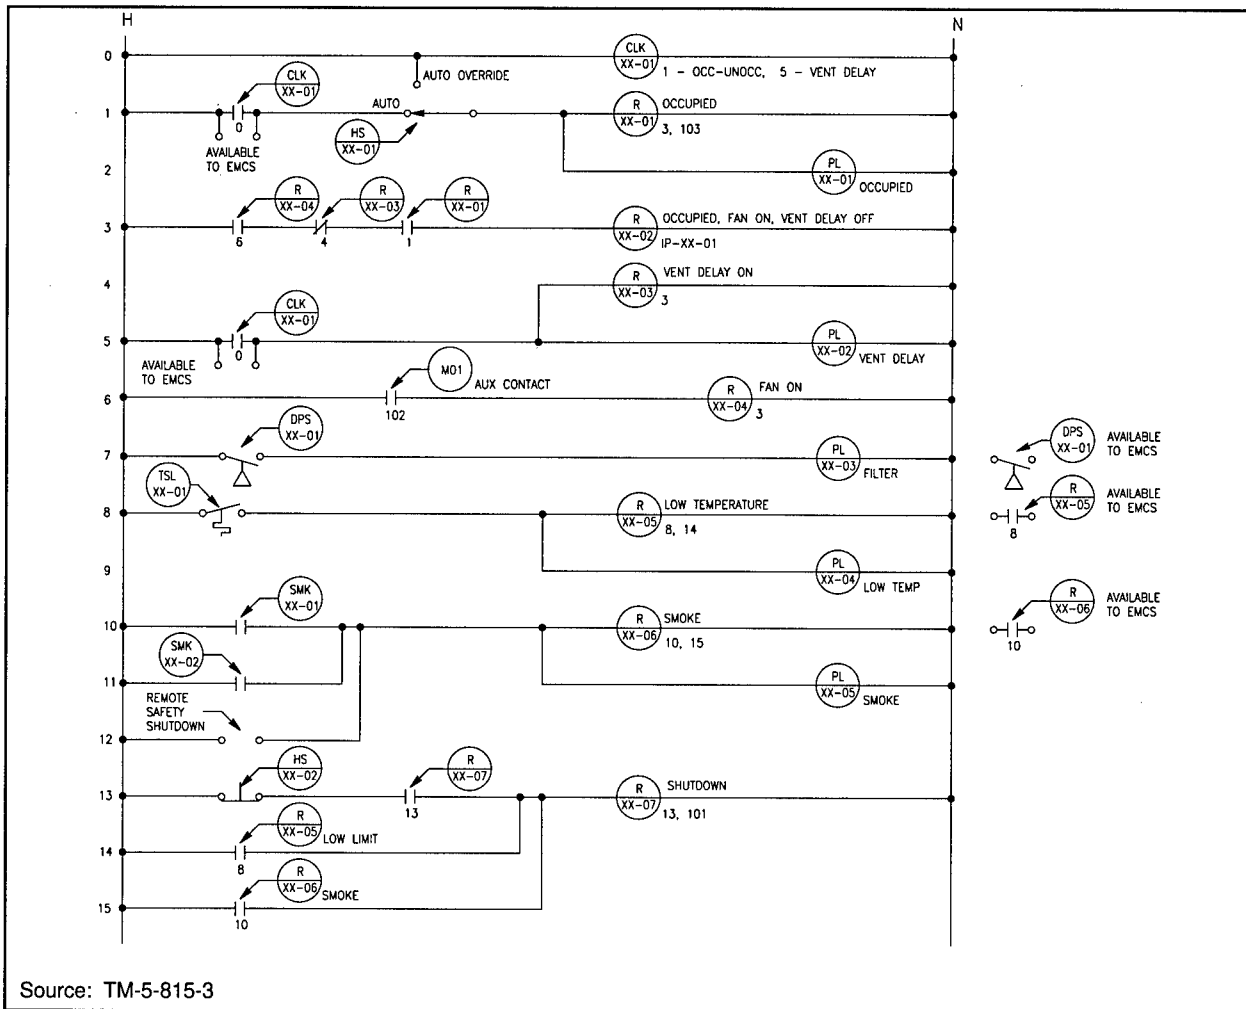 H
N
0
CLK
XX-01
1 - OCC-UNOCC, 5 - VENT DELAY
AUTO OVERRIDE
CLK
XX-01
1
0
AVAILABLE
TO EMCS
AUTO
HS
XX-01
R
XX-01
OCCUPIED
3, 103
2
PL
XX-01
OCCUPIED
3
R
XX-04
6
R
XX-03
4
R
XX-01
1
R
XX-02
OCCUPIED, FAN ON, VENT DELAY OFF
IP-XX-01
4
R
XX-03
VENT DELAY ON
3
CLK
XX-01
5
0
AVAILABLE
TO EMCS
PL
XX-02
VENT DELAY
6
M01
AUX CONTACT
102
R
XX-04
FAN ON
3
7
DPS
XX-01
PL
XX-03
FILTER
DPS
XX-01
AVAILABLE
TO EMCS
TSL
XX-01
8
R
XX-05
LOW TEMPERATURE
8, 14
R
XX-05
AVAILABLE
TO EMCS
8
9
PL
XX-04
LOW TEMP
SMK
XX-01
10
R
XX-06
SMOKE
10, 15
R
XX-06
AVAILABLE
TO EMCS
10
SMK
XX-02
11
PL
XX-05
SMOKE
REMOTE
SAFETY
SHUTDOWN
12
HS
XX-02
13
R
XX-07
13
R
XX-07
SHUTDOWN
13, 101
R
XX-05
LOW LIMIT
14
8
R
XX-06
SMOKE
15
10
Source: TM-5-815-3